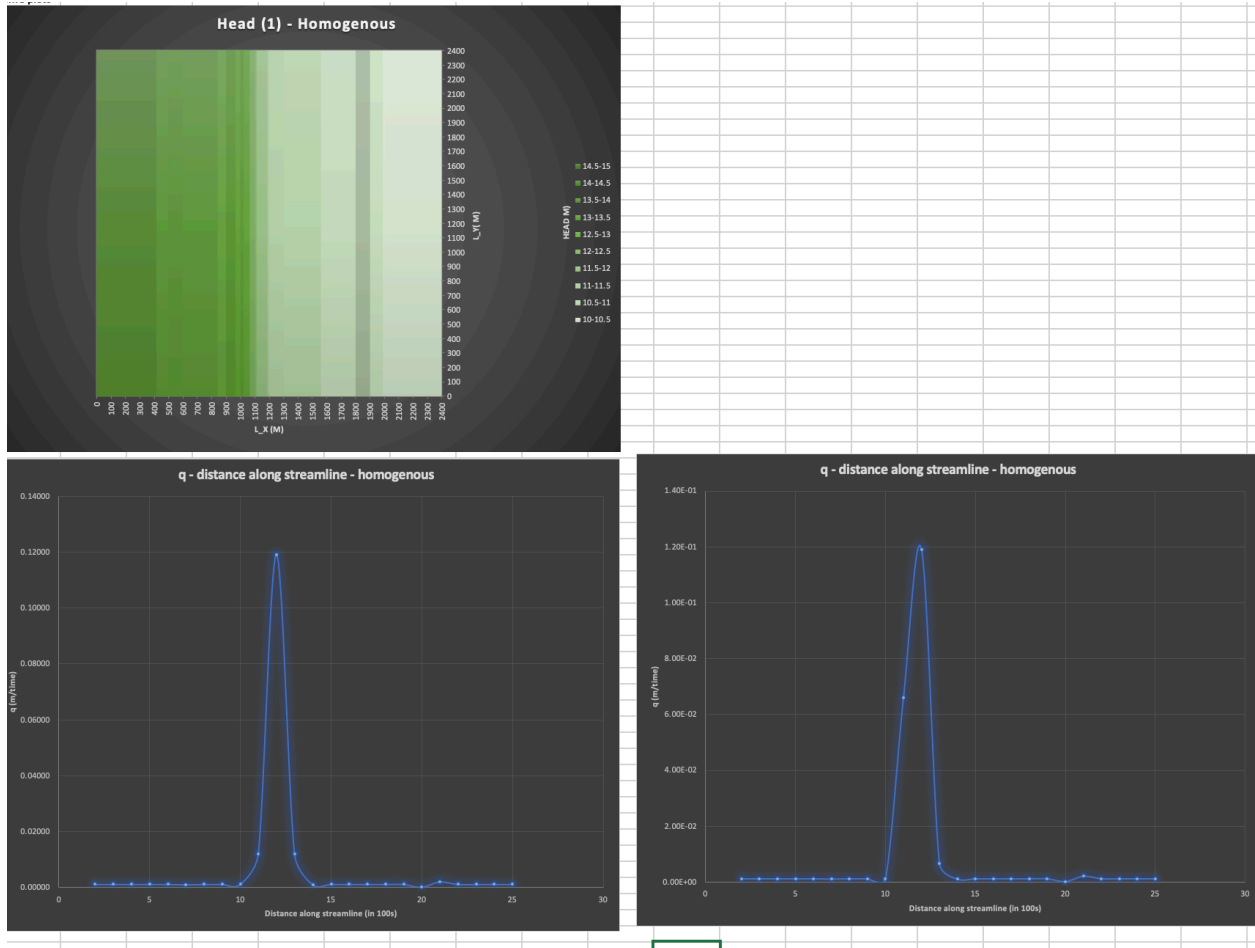 Head (1) - Homogenous
2400
2300
2200
2100
2000
1900
1800
1700
1600
1500
1400
1300
1200
1100
1000
900
800
700
600
500
400
300
200
100
0
L_Y( M)
0 100 200 300 400 500 600 700 800 900 1000 1100 1200 1300 1400 1500 1600 1700 1800 1900 2000 2100 2200 2300 2400
L_X (M)
HEAD M)
14.5-15
14-14.5
13.5-14
13-13.5
12.5-13
12-12.5
11.5-12
11-11.5
10.5-11
10-10.5
q - distance along streamline - homogenous
0.14000
0.12000
0.10000
0.08000
0.06000
0.04000
0.02000
0.00000
q (m/time)
0 5 10 15 20 25 30
Distance along streamline (in 100s)
q - distance along streamline - homogenous
1.40E-01
1.20E-01
1.00E-01
8.00E-02
6.00E-02
4.00E-02
2.00E-02
0.00E+00
q (m/time)
0 5 10 15 20 25 30
Distance along streamline (in 100s)